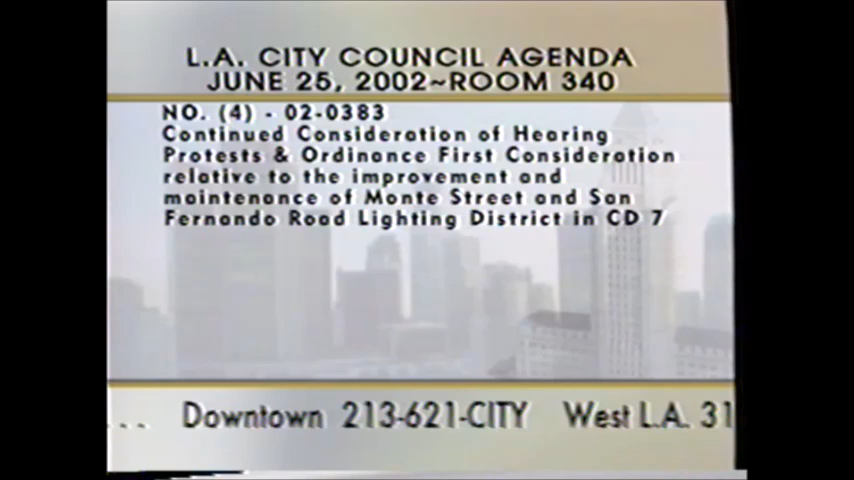 L.A. CITY COUNCIL AGENDA
JUNE 25, 2002~ROOM 340
NO. (4) - 02-0383
Continued Consideration of Hearing
Protests & Ordinance First Consideration
relative to the improvement and
maintenance of Monte Street and San
Fernando Road Lighting District in CD 7
... Downtown 213-621-CITY West L.A. 31